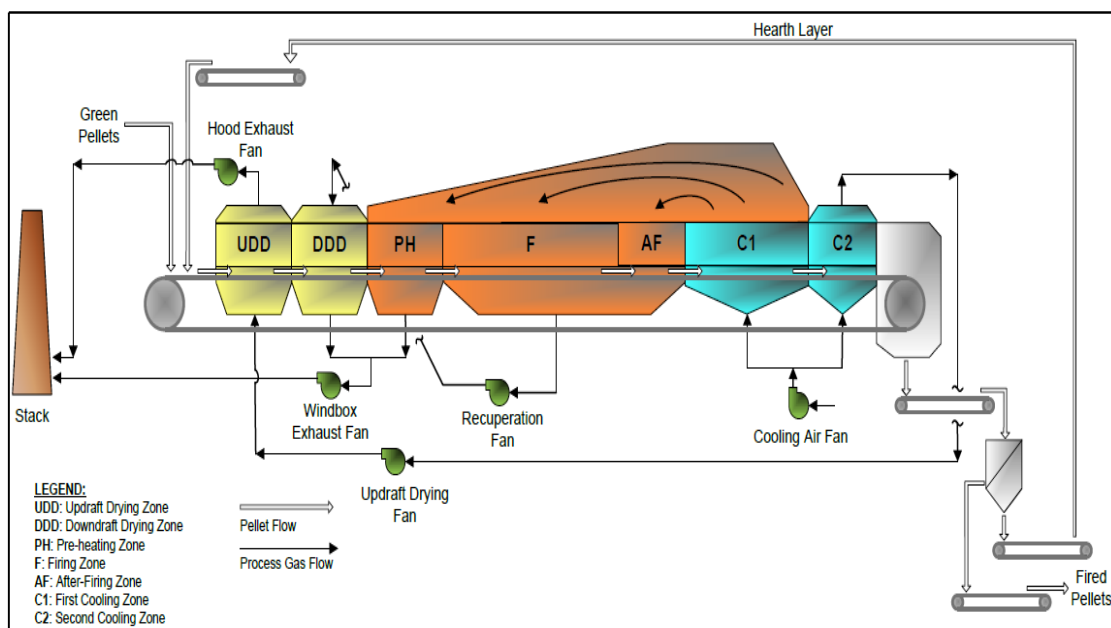 Hearth Layer
Green
Pellets
Hood Exhaust
Fan
UDD
DDD
PH
F
AF
C1
C2
Stack
Windbox
Exhaust Fan
Recuperation
Fan
Cooling Air Fan
Updraft Drying
Fan
LEGEND:
UDD: Updraft Drying Zone
DDD: Downdraft Drying Zone
PH: Pre-heating Zone
F: Firing Zone
AF: After-Firing Zone
C1: First Cooling Zone
C2: Second Cooling Zone
Pellet Flow
Process Gas Flow
Fired
Pellets